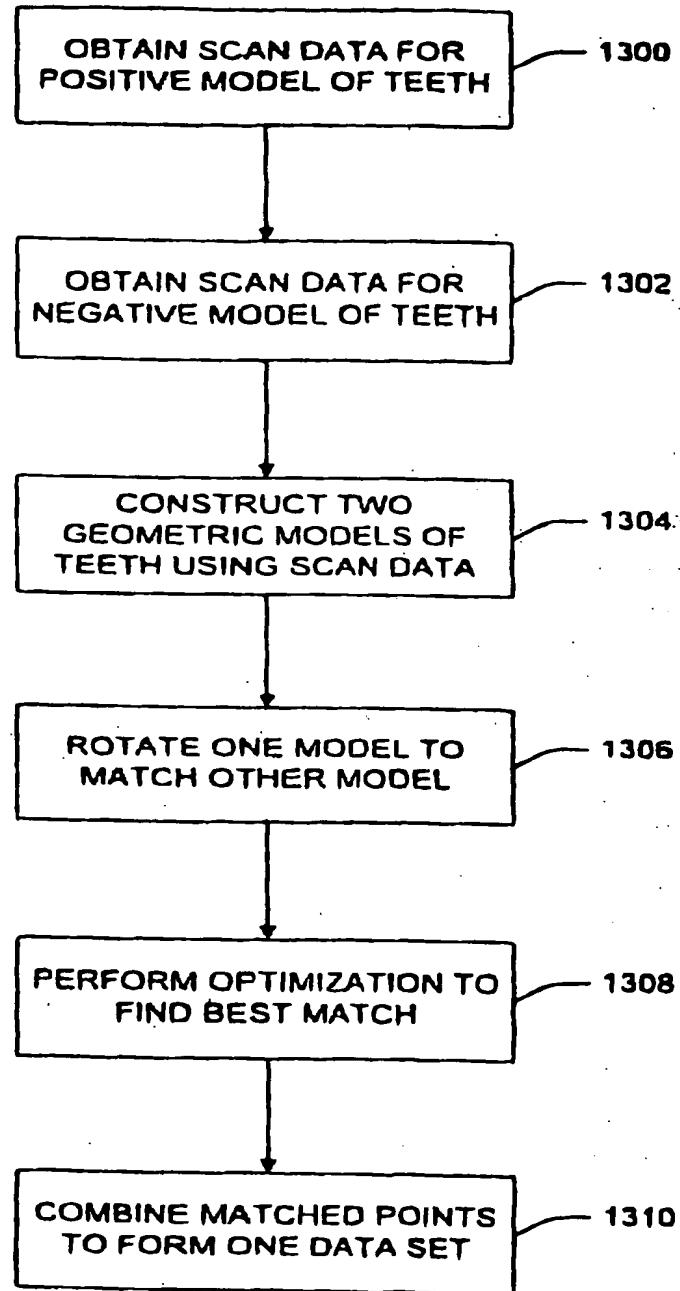 OBTAIN SCAN DATA FOR
POSITIVE MODEL OF TEETH
1300
OBTAIN SCAN DATA FOR
NEGATIVE MODEL OF TEETH
1302
CONSTRUCT TWO
GEOMETRIC MODELS OF
TEETH USING SCAN DATA
1304
ROTATE ONE MODEL TO
MATCH OTHER MODEL
1306
PERFORM OPTIMIZATION TO
FIND BEST MATCH
1308
COMBINE MATCHED POINTS
TO FORM ONE DATA SET
1310